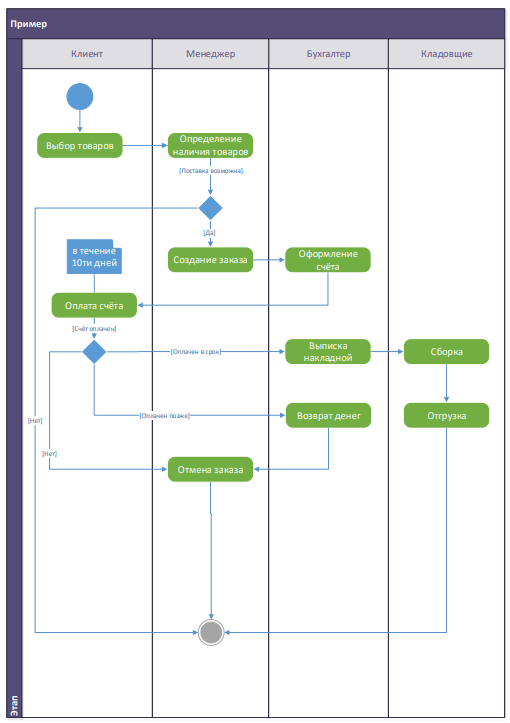 Пример
Клиент
Менеджер
Бухгалтер
Кладовщие
Выбор товаров
Определение
наличия товаров
[Поставка возможна]
[Да]
в течение
10ти дней
Создание заказа
Оформление
счёта
Оплата счёта
[Счёт оплачен]
[Оплачен в срок]
Выписка
накладной
Сборка
[Оплачен позже]
Возврат денег
Отгрузка
[Нет]
[Нет]
Отмена заказа
Этап